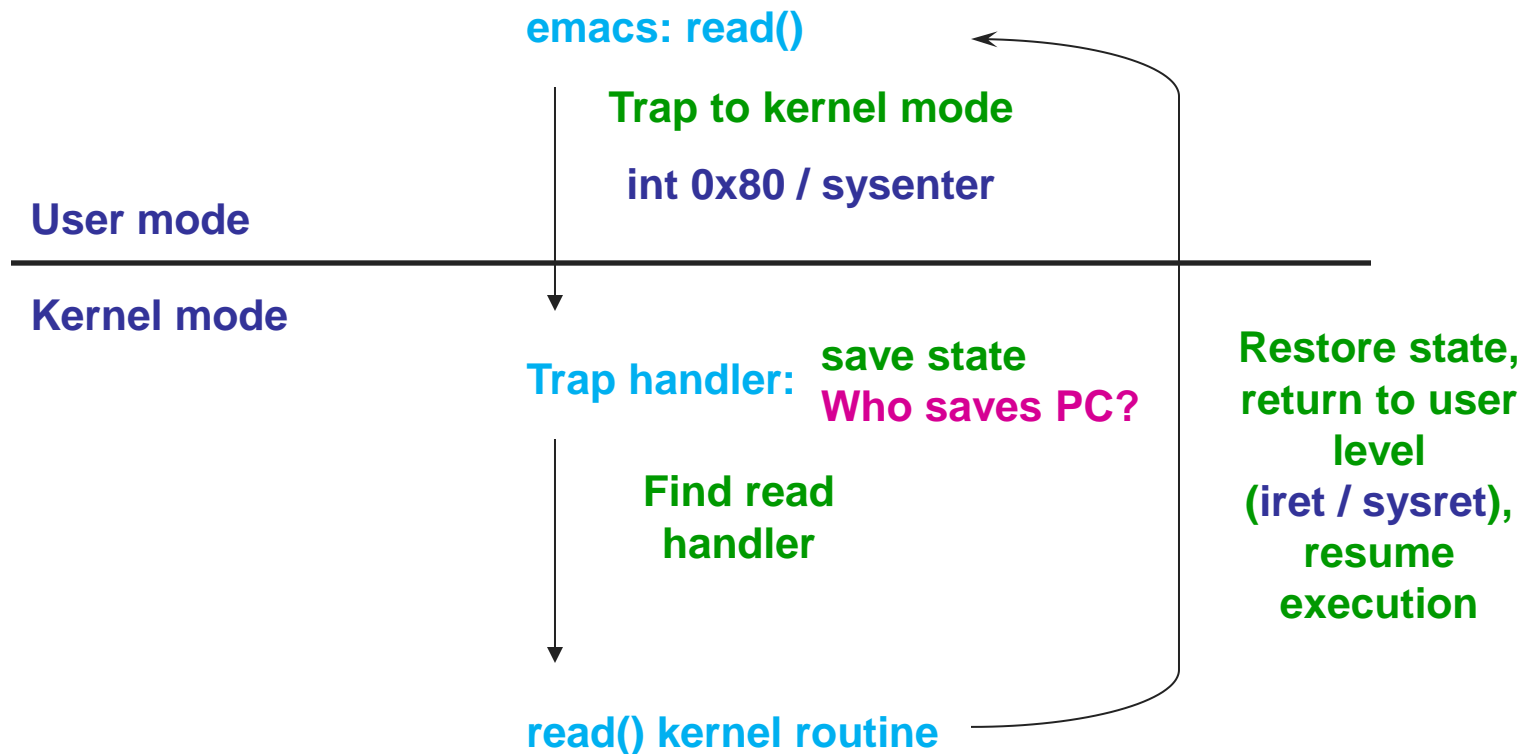 emacs: read()
Trap to kernel mode
int 0x80 / sysenter
User mode
Kernel mode
Trap handler:
save state
Who saves PC?
Find read
handler
read() kernel routine
Restore state,
return to user
level
(iret / sysret),
resume
execution